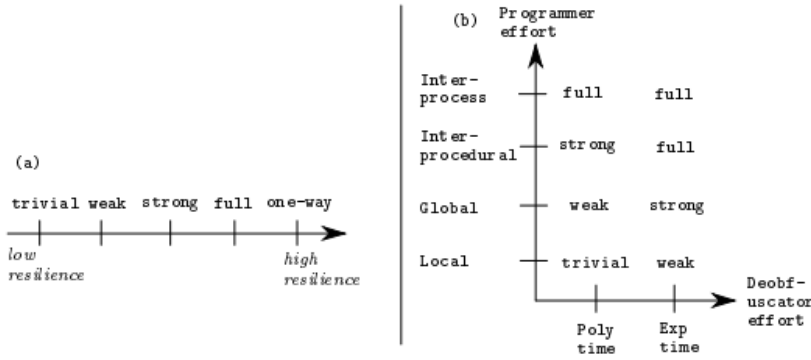 (a)
trivial weak strong full one-way
low
resilience
high
resilience
(b)
Programmer
effort
Inter-
process
full full
Inter-
procedural
strong full
Global
weak strong
Local
trivial weak
Poly
time
Exp
time
Deobf-
uscator
effort